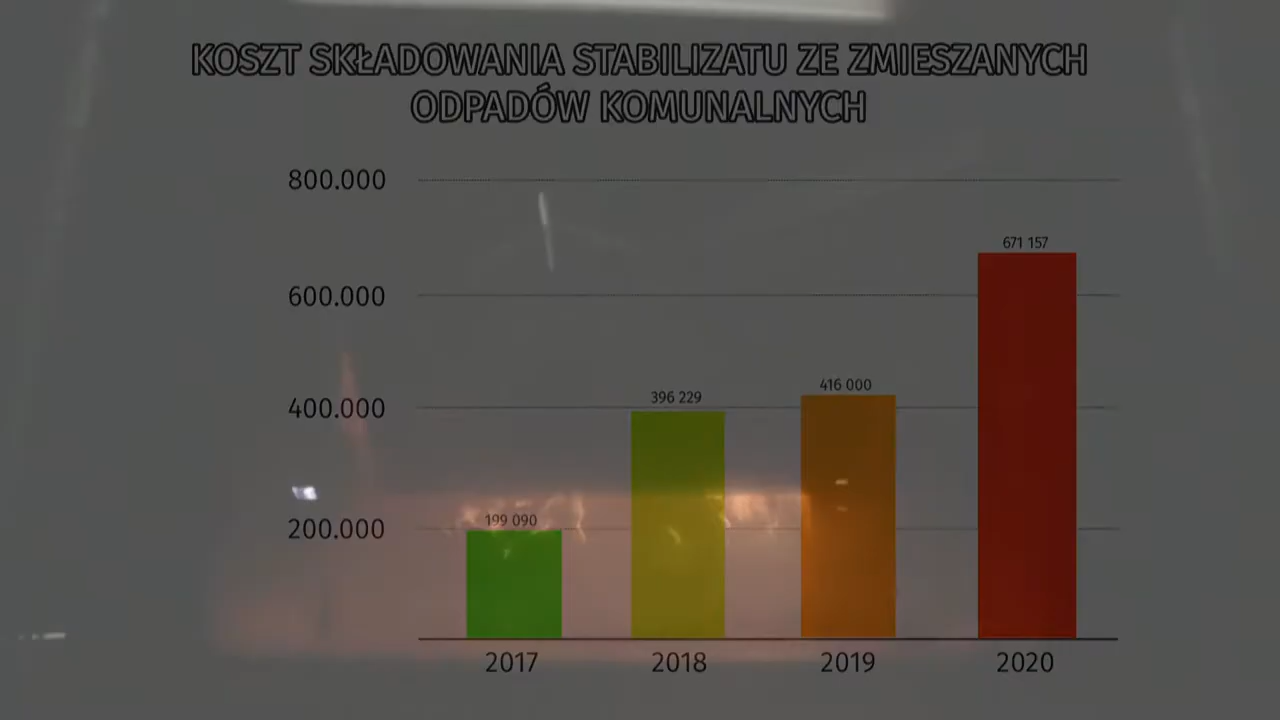 KOSZT SKŁADOWANIA STABILIZATU ZE ZMIESZANYCH
ODPADÓW KOMUNALNYCH
800.000
671 157
600.000
416 000
396 229
400.000
199 090
200.000
2017 2018 2019 2020